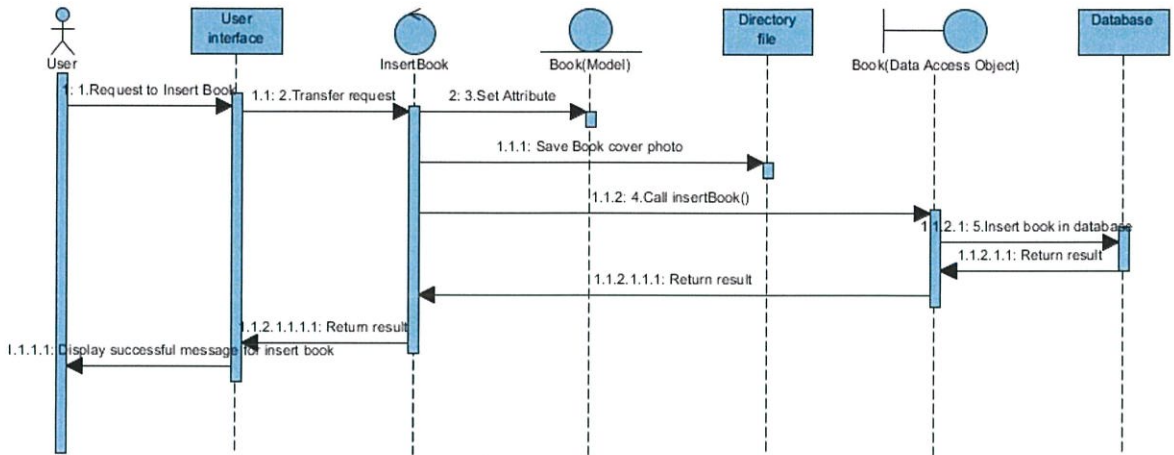 User
User
interface
InsertBook
Book(Model)
Directory
file
Book(Data Access Object)
Database
1: 1.Request to Insert Book
1.1: 2.Transfer request
2: 3.Set Attribute
1.1.1: Save Book cover photo
1.1.2: 4.Call insertBook()
1.1.2.1: 5.Insert book in database
1.1.2.1.1: Return result
1.1.2.1.1.1: Return result
1.1.2.1.1.1.1: Return result
1.1.1.1: Display successful message for insert book